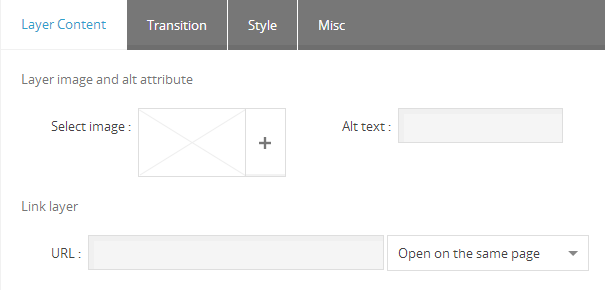 Layer Content Transition Style Misc
Layer image and alt attribute
Select image : + Alt text :
Link layer
URL : Open on the same page